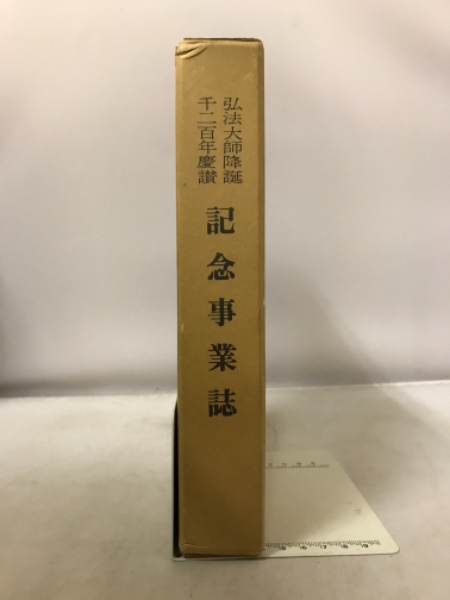 弘法大師降誕
千二百年慶讃
記念事業誌